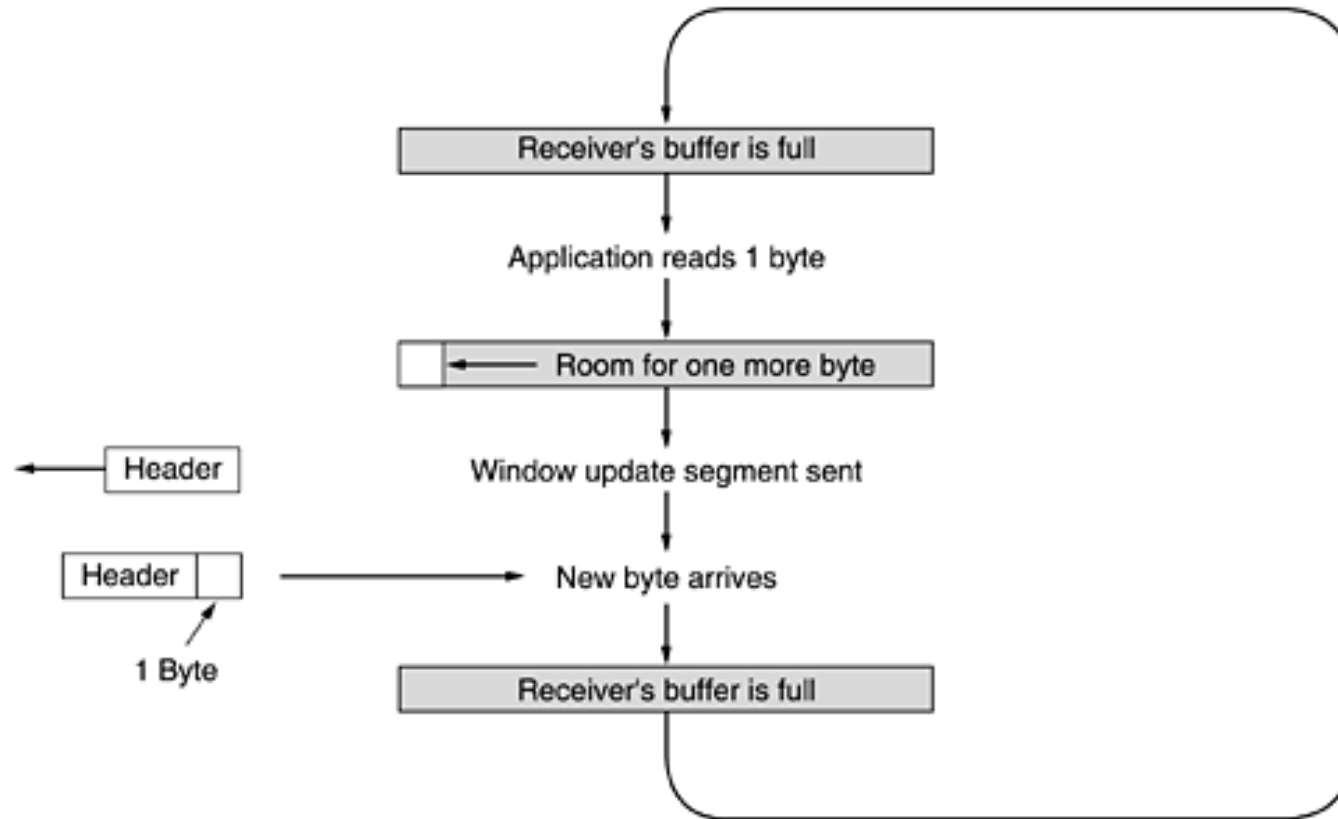 Receiver's buffer is full
Application reads 1 byte
Room for one more byte
Header
Window update segment sent
Header
New byte arrives
1 Byte
Receiver's buffer is full